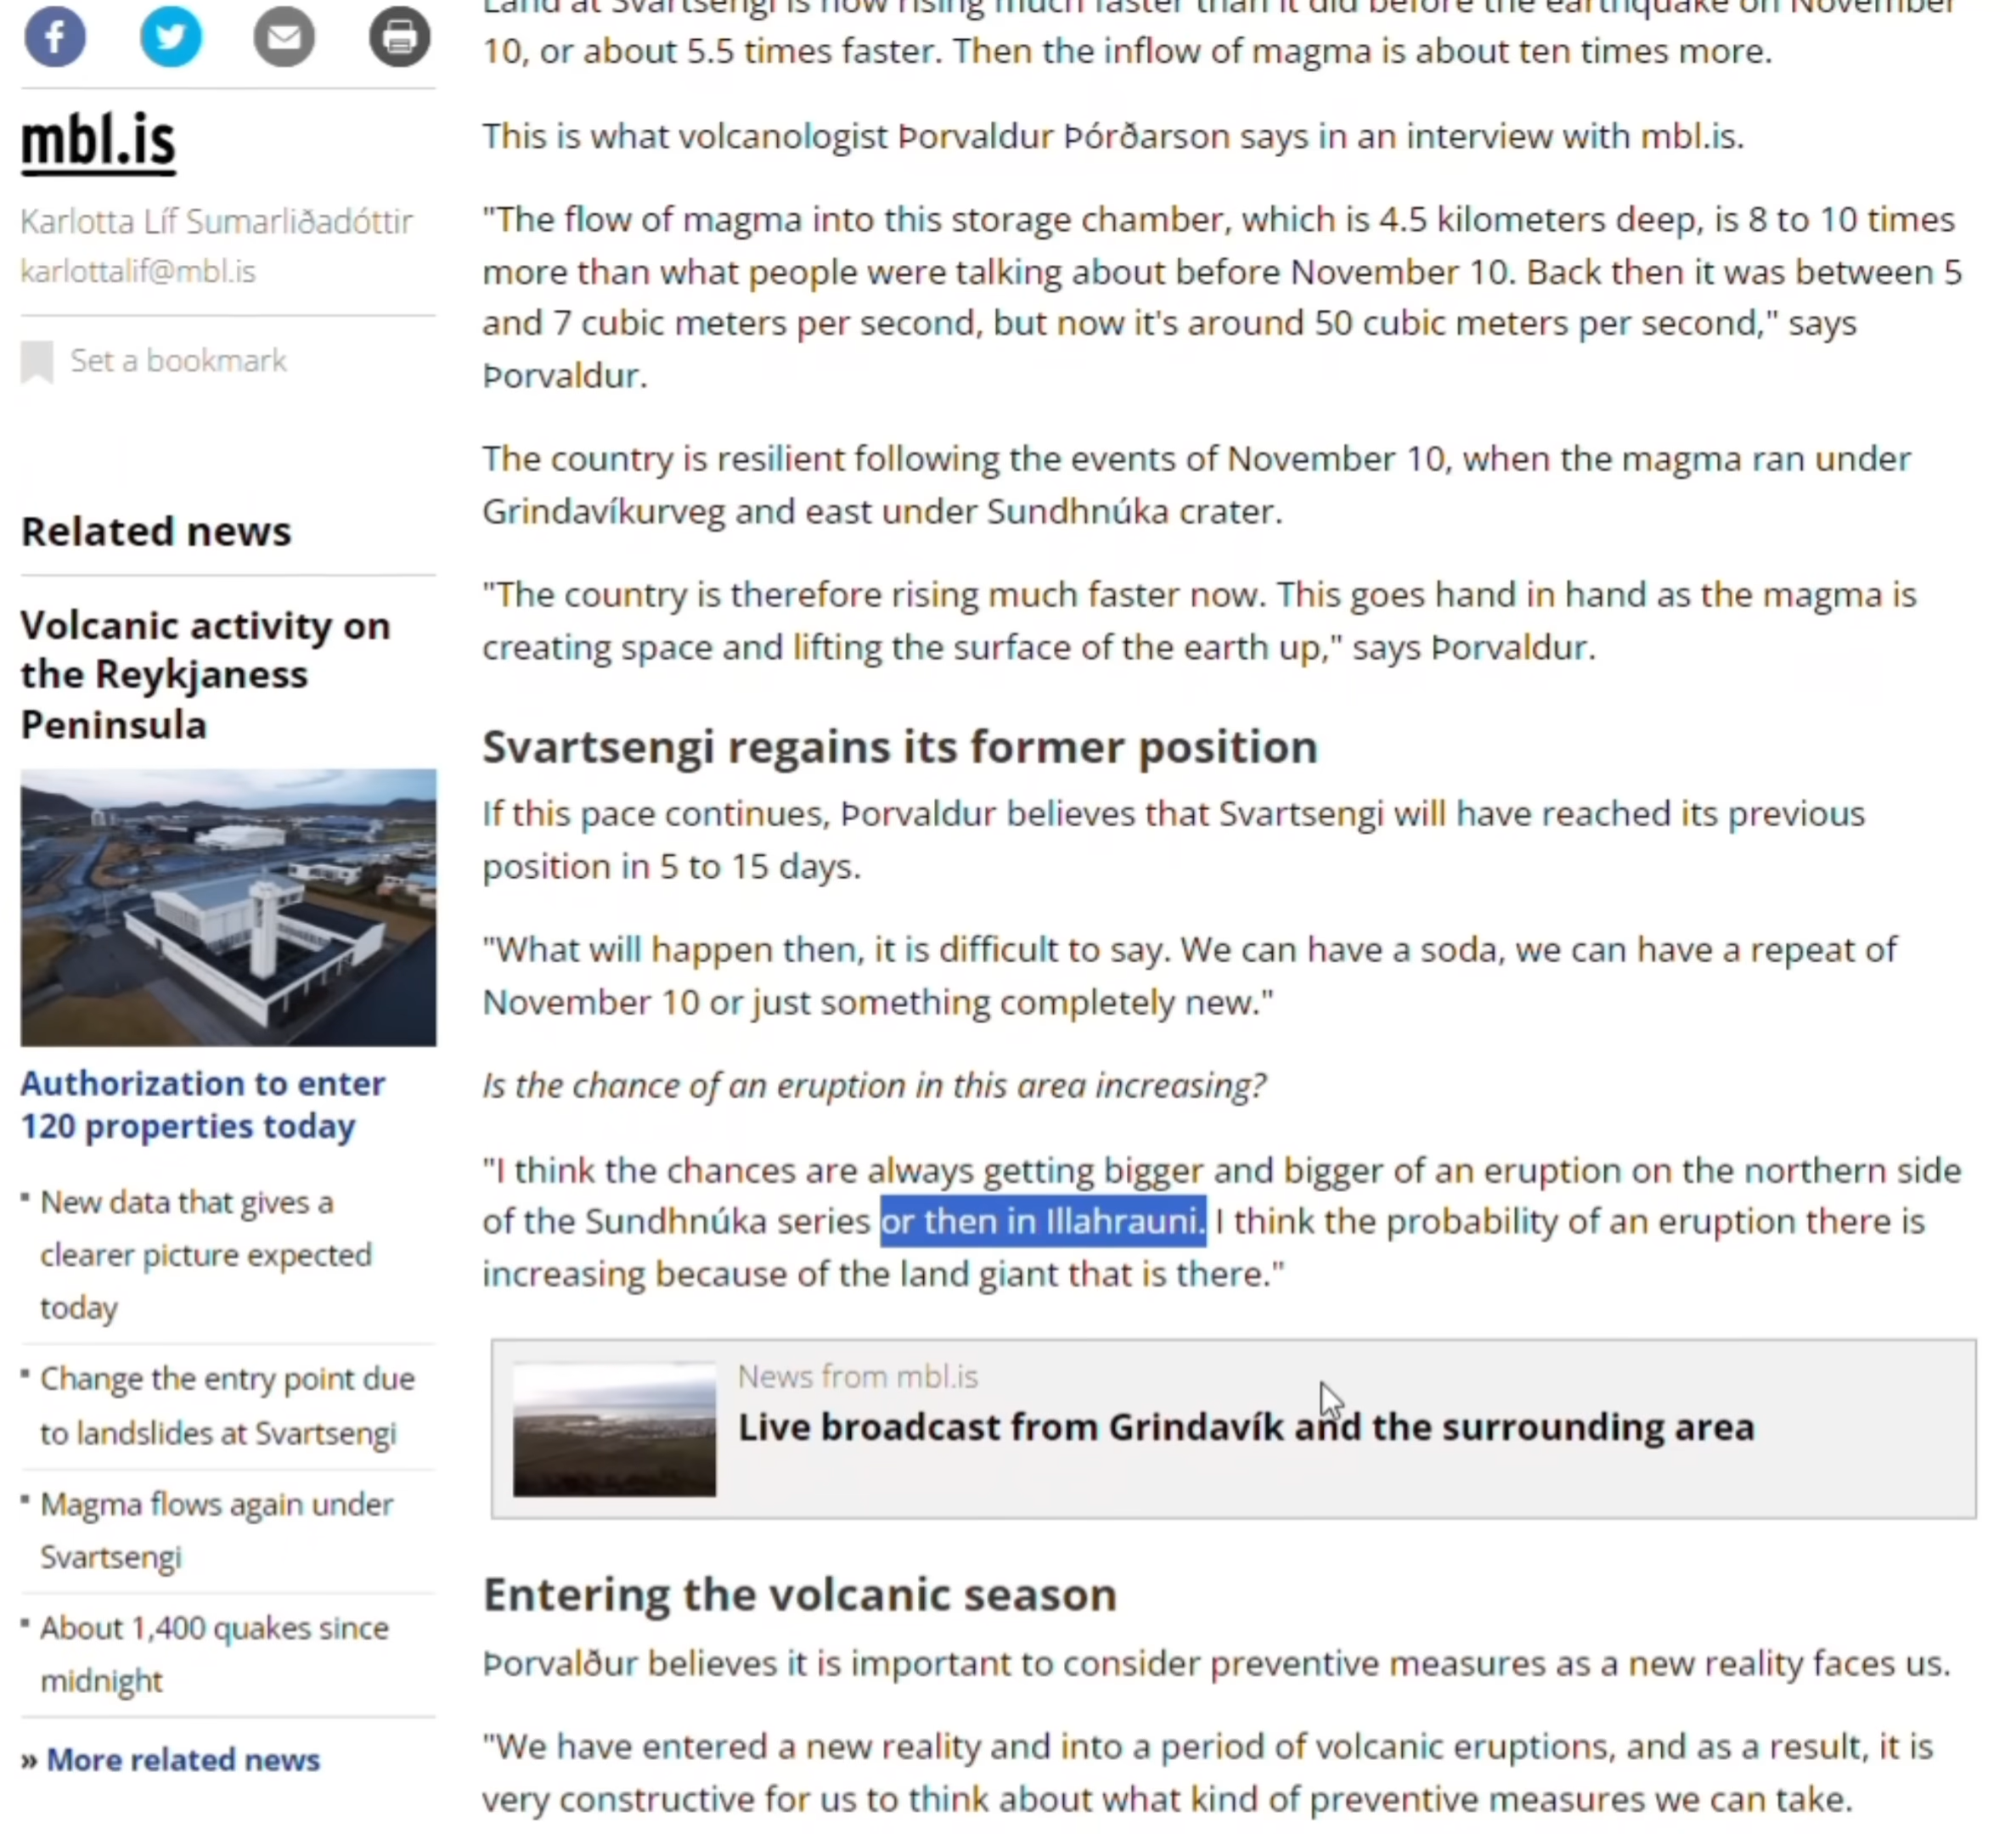 Land at Svartsengi is now rising much faster than it did before the earthquake on November
10, or about 5.5 times faster. Then the inflow of magma is about ten times more.
This is what volcanologist Þorvaldur Þórðarson says in an interview with mbl.is.
"The flow of magma into this storage chamber, which is 4.5 kilometers deep, is 8 to 10 times
more than what people were talking about before November 10. Back then it was between 5
and 7 cubic meters per second, but now it's around 50 cubic meters per second," says
Þorvaldur.
The country is resilient following the events of November 10, when the magma ran under
Grindavíkurveg and east under Sundhnúka crater.
"The country is therefore rising much faster now. This goes hand in hand as the magma is
creating space and lifting the surface of the earth up," says Þorvaldur.
Svartsengi regains its former position
If this pace continues, Þorvaldur believes that Svartsengi will have reached its previous
position in 5 to 15 days.
"What will happen then, it is difficult to say. We can have a soda, we can have a repeat of
November 10 or just something completely new."
Is the chance of an eruption in this area increasing?
"I think the chances are always getting bigger and bigger of an eruption on the northern side
of the Sundhnúka series or then in Illahrauni. I think the probability of an eruption there is
increasing because of the land giant that is there."
News from mbl.is
Live broadcast from Grindavík and the surrounding area
Entering the volcanic season
Þorvalður believes it is important to consider preventive measures as a new reality faces us.
"We have entered a new reality and into a period of volcanic eruptions, and as a result, it is
very constructive for us to think about what kind of preventive measures we can take.
mbl.is
Karlotta Líf Sumarliðadóttir
karlottalif@mbl.is
Set a bookmark
Related news
Volcanic activity on
the Reykjaness
Peninsula
Authorization to enter
120 properties today
New data that gives a
clearer picture expected
today
Change the entry point due
to landslides at Svartsengi
Magma flows again under
Svartsengi
About 1,400 quakes since
midnight
» More related news